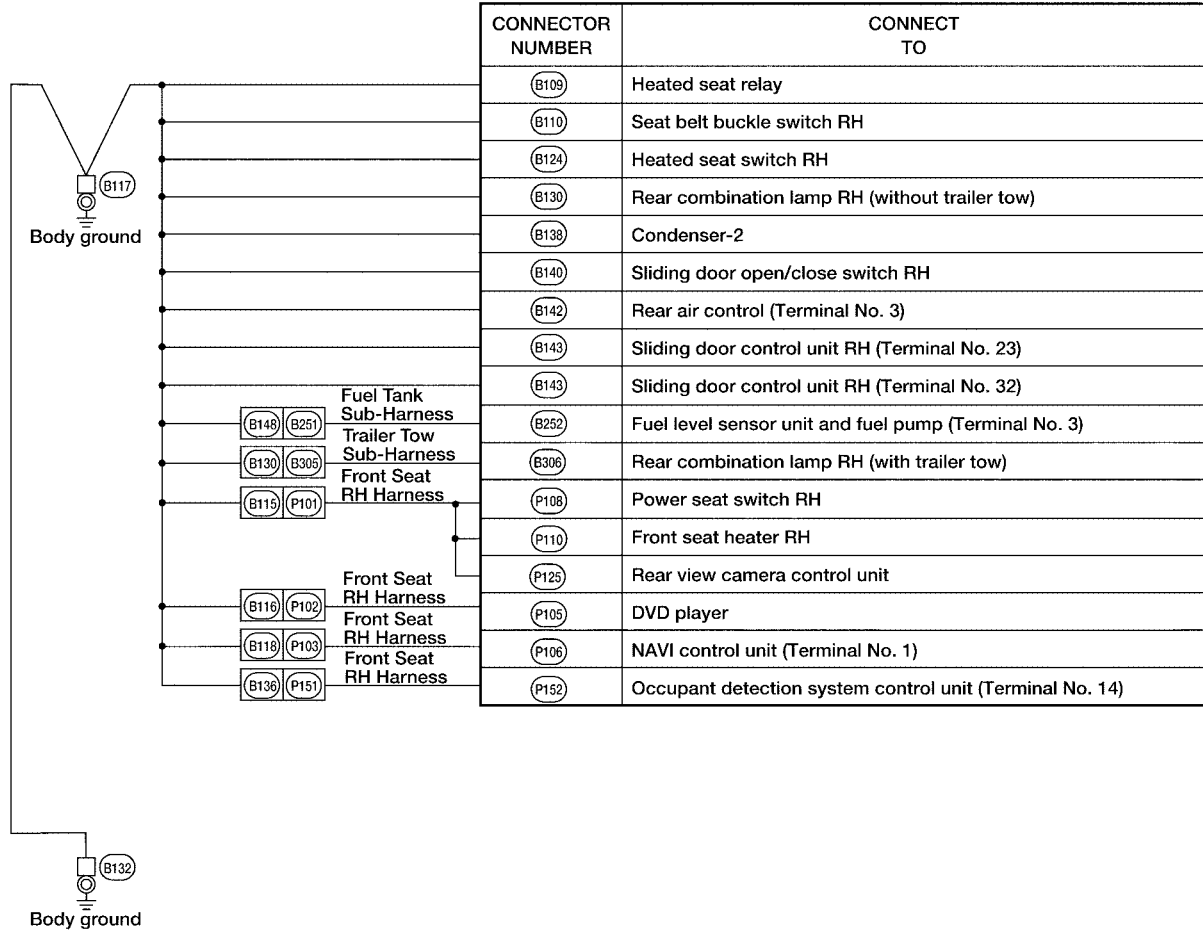 CONNECTOR NUMBER
CONNECT TO
B109 Heated seat relay
B110 Seat belt buckle switch RH
B124 Heated seat switch RH
B130 Rear combination lamp RH (without trailer tow)
B138 Condenser-2
B140 Sliding door open/close switch RH
B142 Rear air control (Terminal No. 3)
B143 Sliding door control unit RH (Terminal No. 23)
B143 Sliding door control unit RH (Terminal No. 32)
Fuel Tank
Sub-Harness
B148 B251 B252 Fuel level sensor unit and fuel pump (Terminal No. 3)
Trailer Tow
Sub-Harness
B130 B305 B306 Rear combination lamp RH (with trailer tow)
Front Seat
RH Harness
B115 P101 P108 Power seat switch RH
P110 Front seat heater RH
P125 Rear view camera control unit
Front Seat
RH Harness
B116 P102 P105 DVD player
Front Seat
RH Harness
B118 P103 P106 NAVI control unit (Terminal No. 1)
Front Seat
RH Harness
B136 P151 P152 Occupant detection system control unit (Terminal No. 14)
B117
Body ground
B132
Body ground